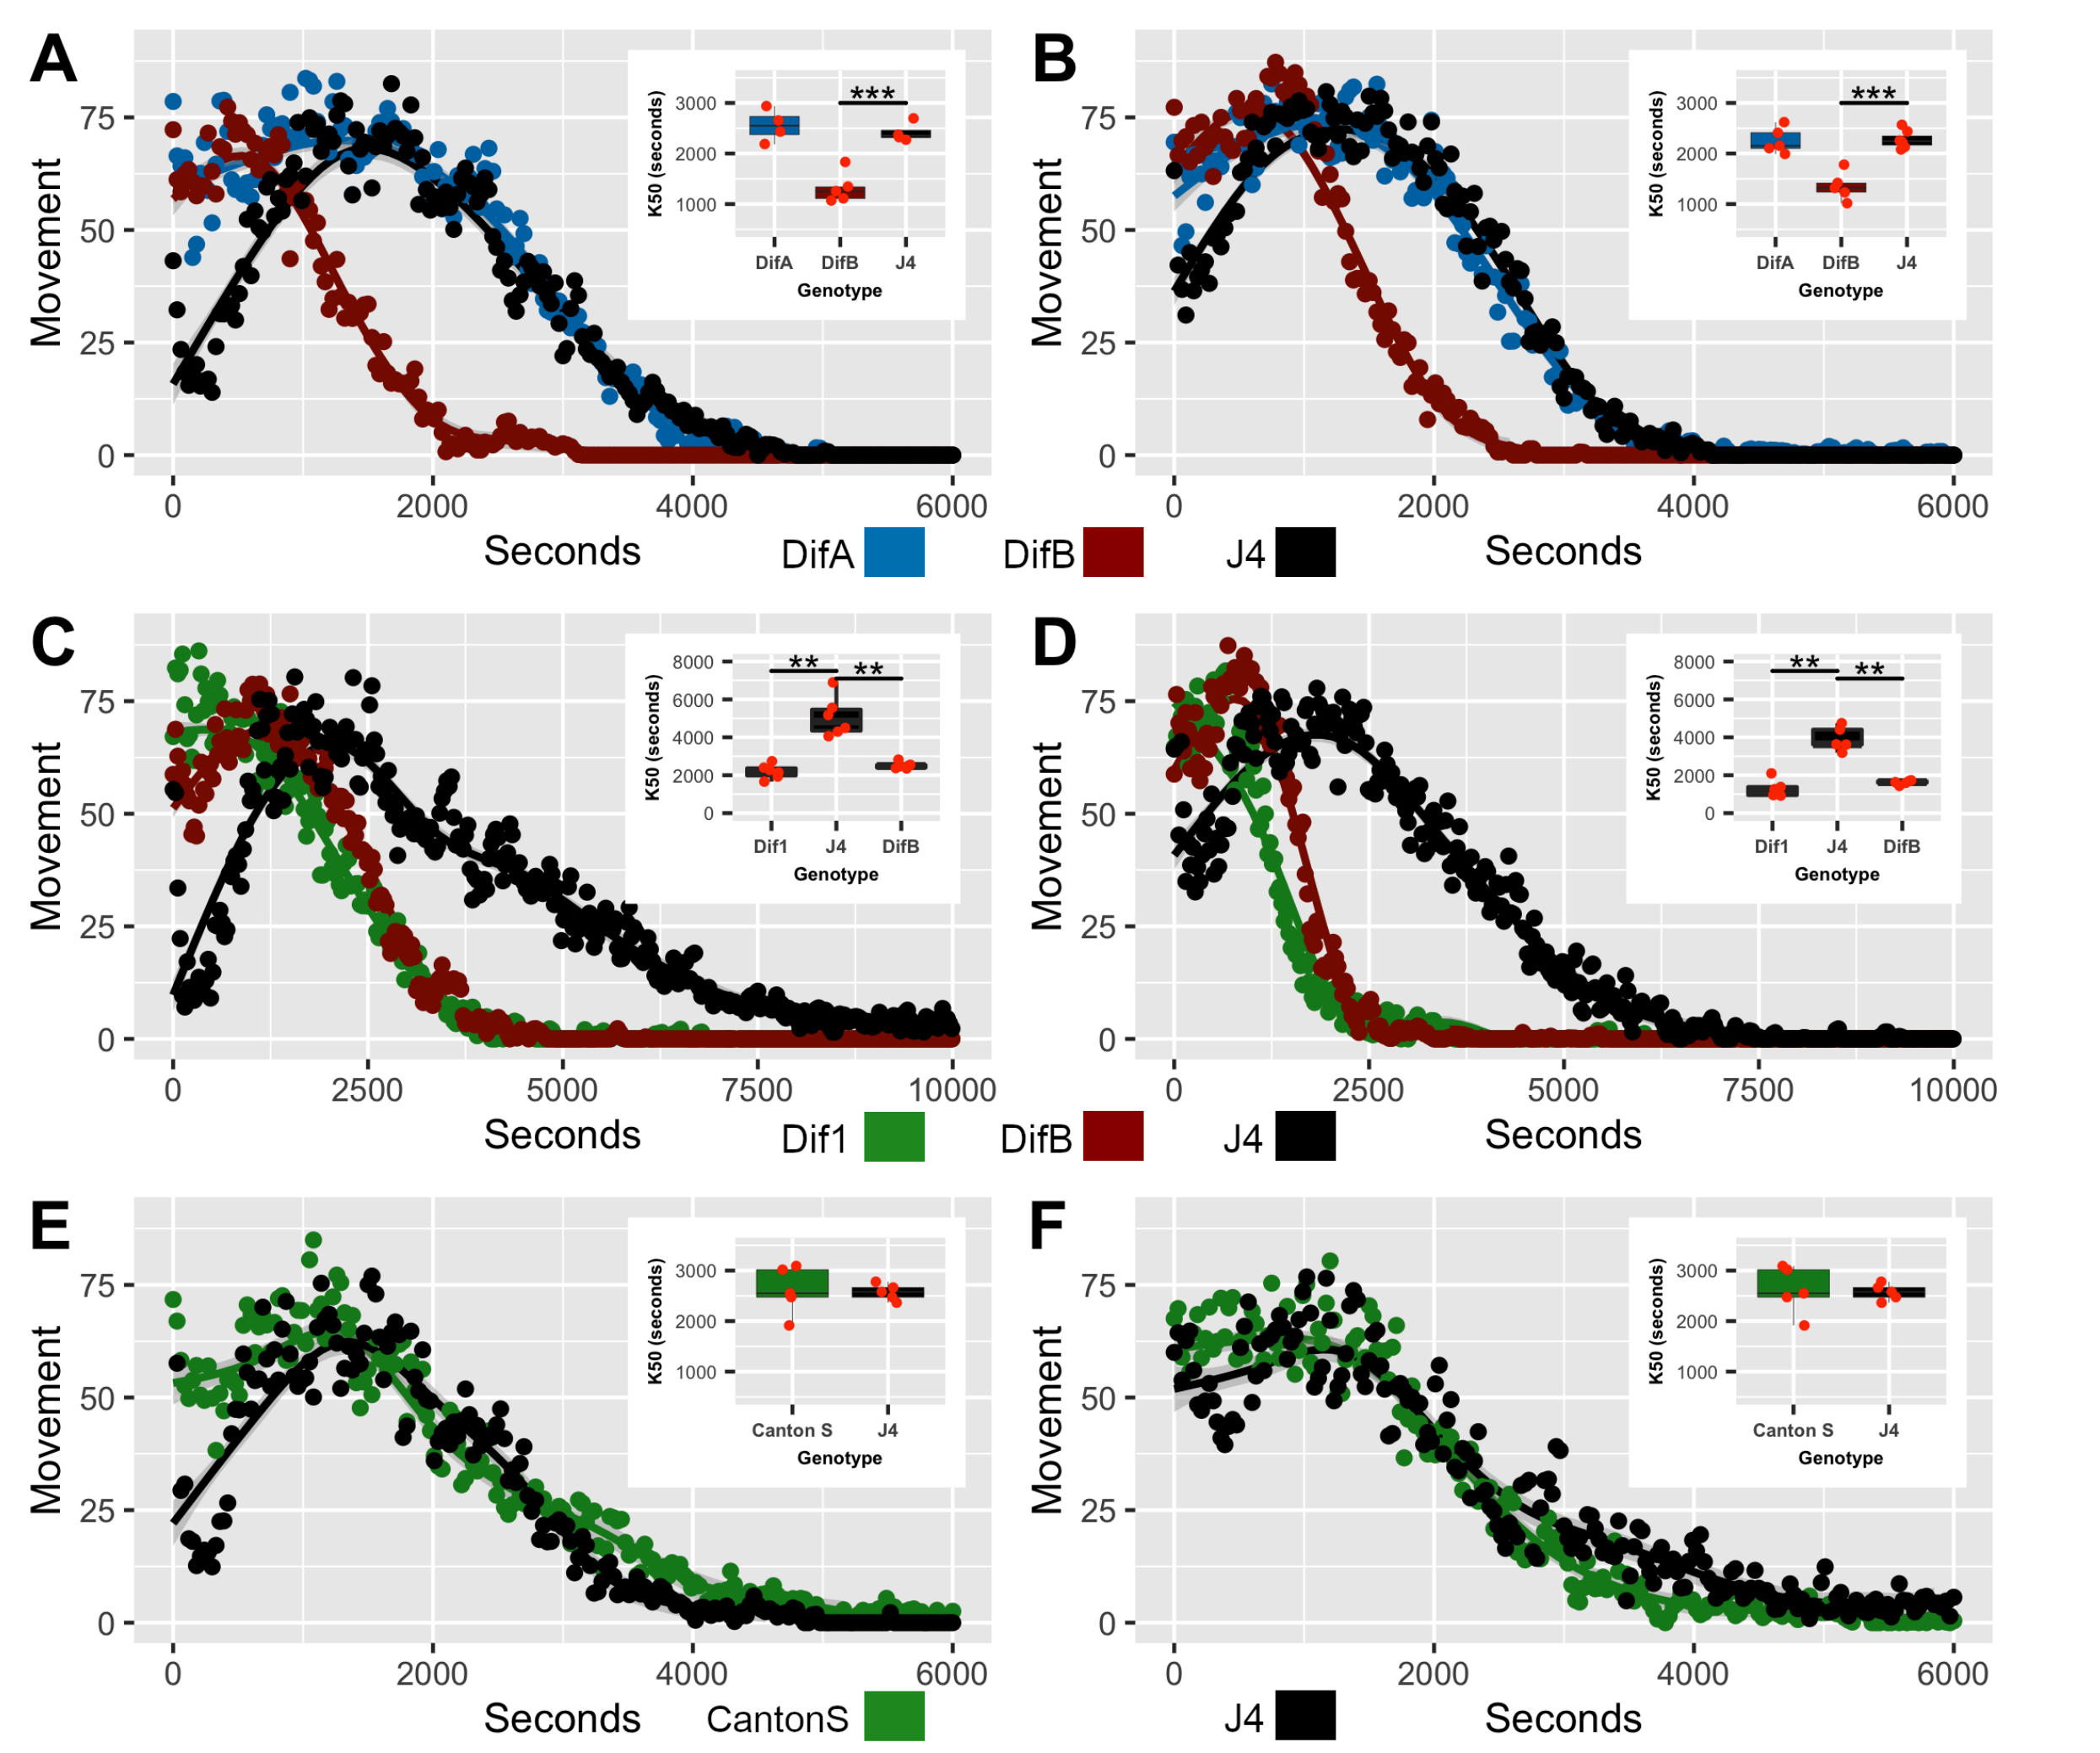 A
Movement
75
50
25
0
0 2000 4000 6000
Seconds
K50 (seconds)
3000
2000
1000
***
DifA DifB J4
Genotype
B
Movement
75
50
25
0
0 2000 4000 6000
Seconds
K50 (seconds)
3000
2000
1000
***
DifA DifB J4
Genotype
DifA DifB J4
C
Movement
75
50
25
0
0 2500 5000 7500 10000
Seconds
K50 (seconds)
8000
6000
4000
2000
0
** **
Dif1 J4 DifB
Genotype
D
Movement
75
50
25
0
0 2500 5000 7500 10000
Seconds
K50 (seconds)
8000
6000
4000
2000
0
** **
Dif1 J4 DifB
Genotype
Dif1 DifB J4
E
Movement
75
50
25
0
0 2000 4000 6000
Seconds
K50 (seconds)
3000
2000
1000
Canton S J4
Genotype
F
Movement
75
50
25
0
0 2000 4000 6000
Seconds
K50 (seconds)
3000
2000
1000
Canton S J4
Genotype
CantonS J4